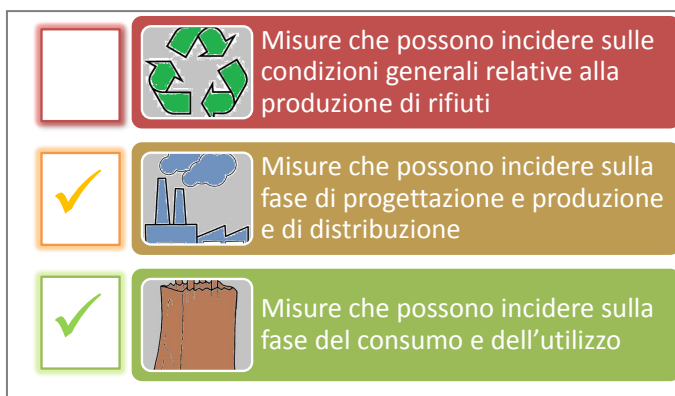 Misure che possono incidere sulle
condizioni generali relative alla
produzione di rifiuti
Misure che possono incidere sulla
fase di progettazione e produzione
e di distribuzione
Misure che possono incidere sulla
fase del consumo e dell’utilizzo